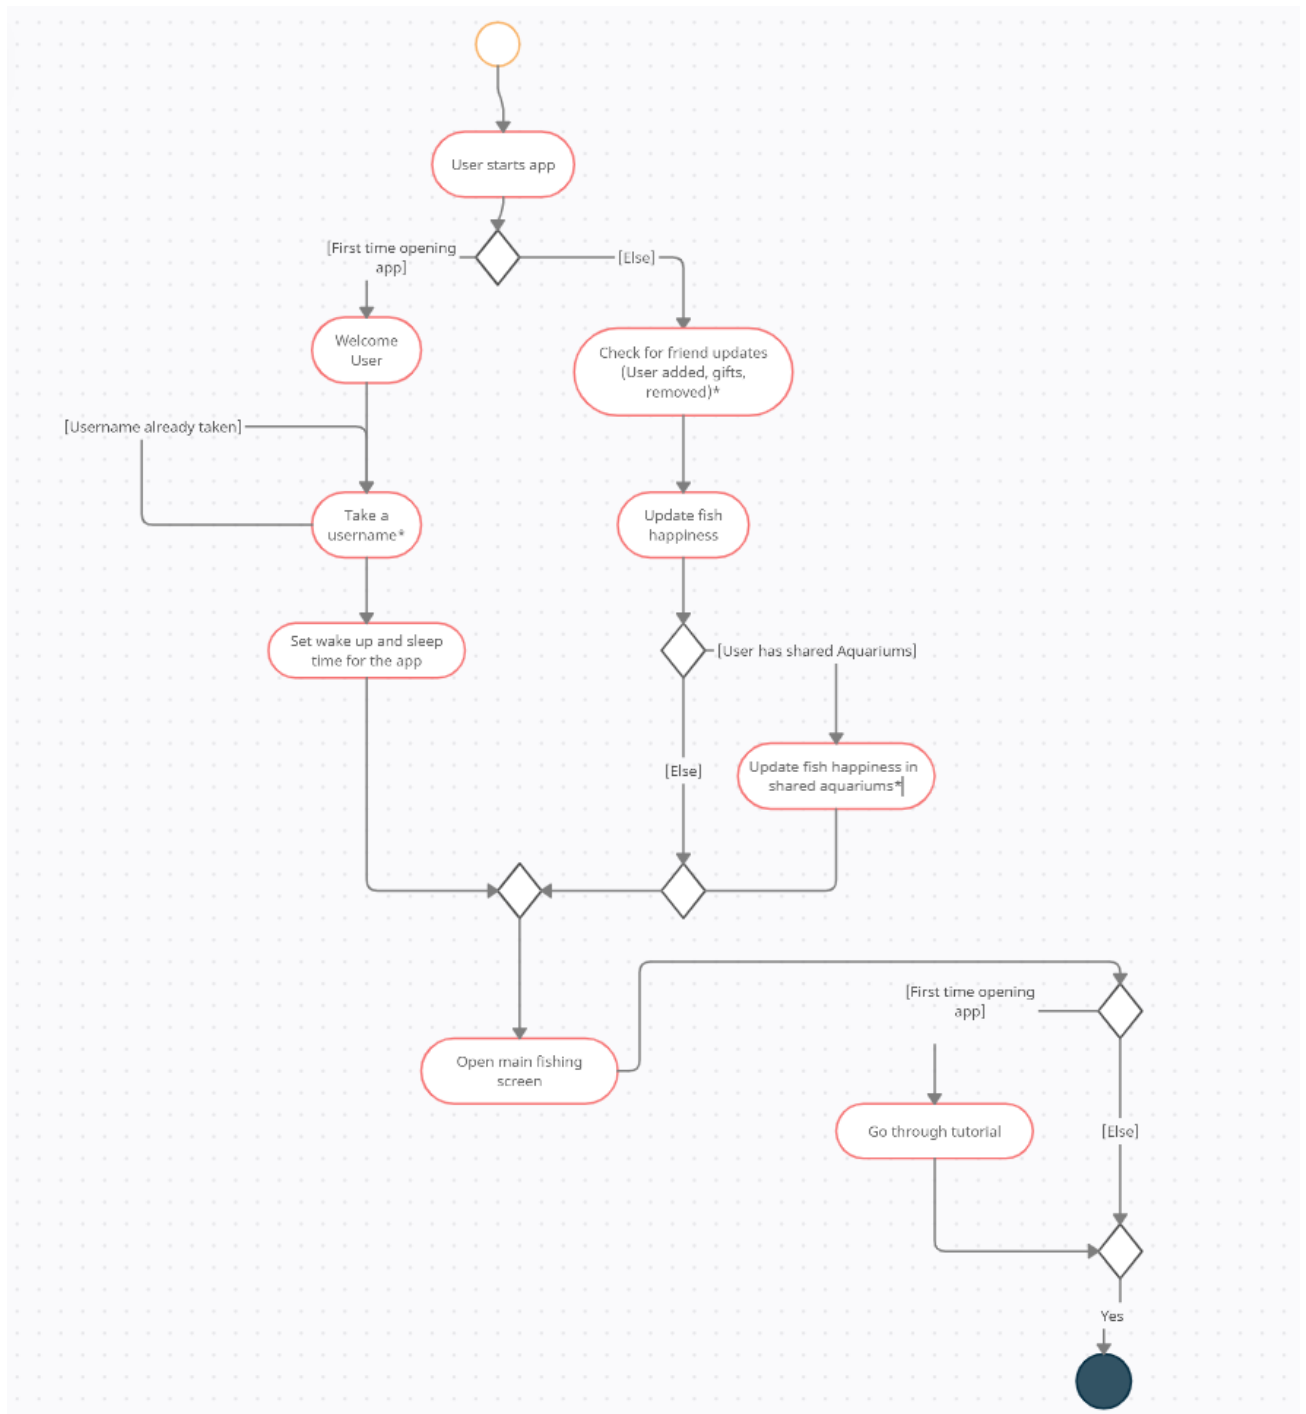 User starts app
[First time opening
app]
[Else]
Welcome
User
Check for friend updates
(User added, gifts,
removed)*
[Username already taken]
Take a
username*
Update fish
happiness
Set wake up and sleep
time for the app
[User has shared Aquariums]
[Else]
Update fish happiness in
shared aquariums*
[First time opening
app]
Open main fishing
screen
Go through tutorial
[Else]
Yes